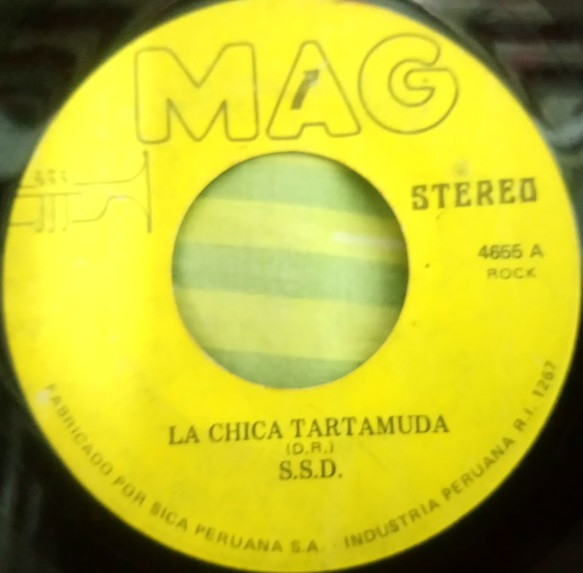 MAG
STEREO
4655 A
ROCK
LA CHICA TARTAMUDA
(D.R.)
S.S.D.
FABRICADO POR SICA PERUANA S.A. - INDUSTRIA PERUANA R.I. 1267